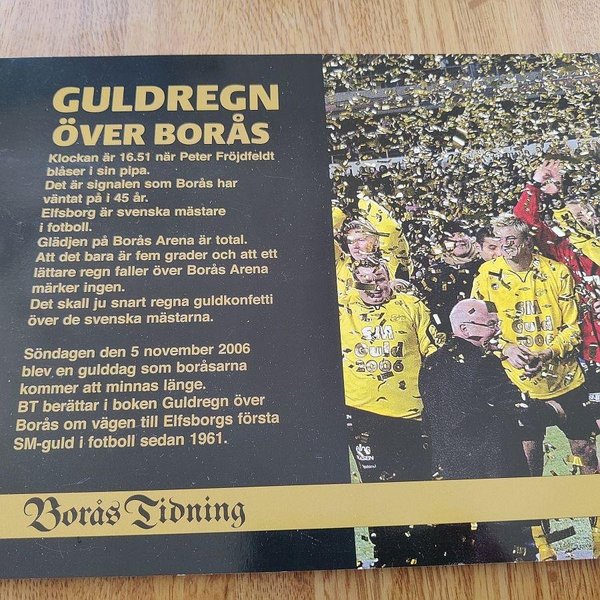 GULDREGN
ÖVER BORÅS
Klockan är 16.51 när Peter Fröjdfeldt
blåser i sin pipa.
Det är signalen som Borås har
väntat på i 45 år.
Elfsborg är svenska mästare
i fotboll.
Glädjen på Borås Arena är total.
Att det bara är fem grader och att ett
lättare regn faller över Borås Arena
märker ingen.
Det skall ju snart regna guldkonfetti
över de svenska mästarna.
Söndagen den 5 november 2006
blev en gulddag som boråsarna
kommer att minnas länge.
BT berättar i boken Guldregn över
Borås om vägen till Elfsborgs första
SM-guld i fotboll sedan 1961.
Borås Tidning
SM
Guld
2006
SM
Guld